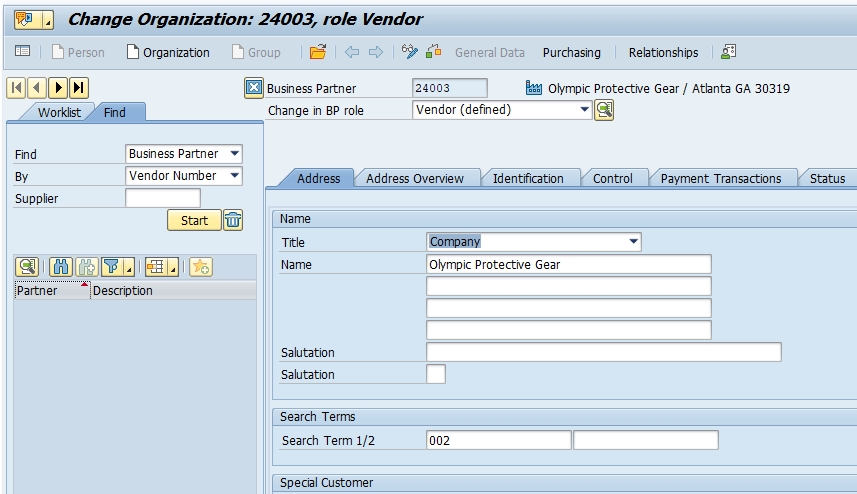 Change Organization: 24003, role Vendor
Person Organization Group General Data Purchasing Relationships
Business Partner 24003 Olympic Protective Gear / Atlanta GA 30319
Change in BP role Vendor (defined)
Worklist Find
Find Business Partner
By Vendor Number
Supplier
Start
Partner Description
Address Address Overview Identification Control Payment Transactions Status
Name
Title Company
Name Olympic Protective Gear
Salutation
Salutation
Search Terms
Search Term 1/2 002
Special Customer